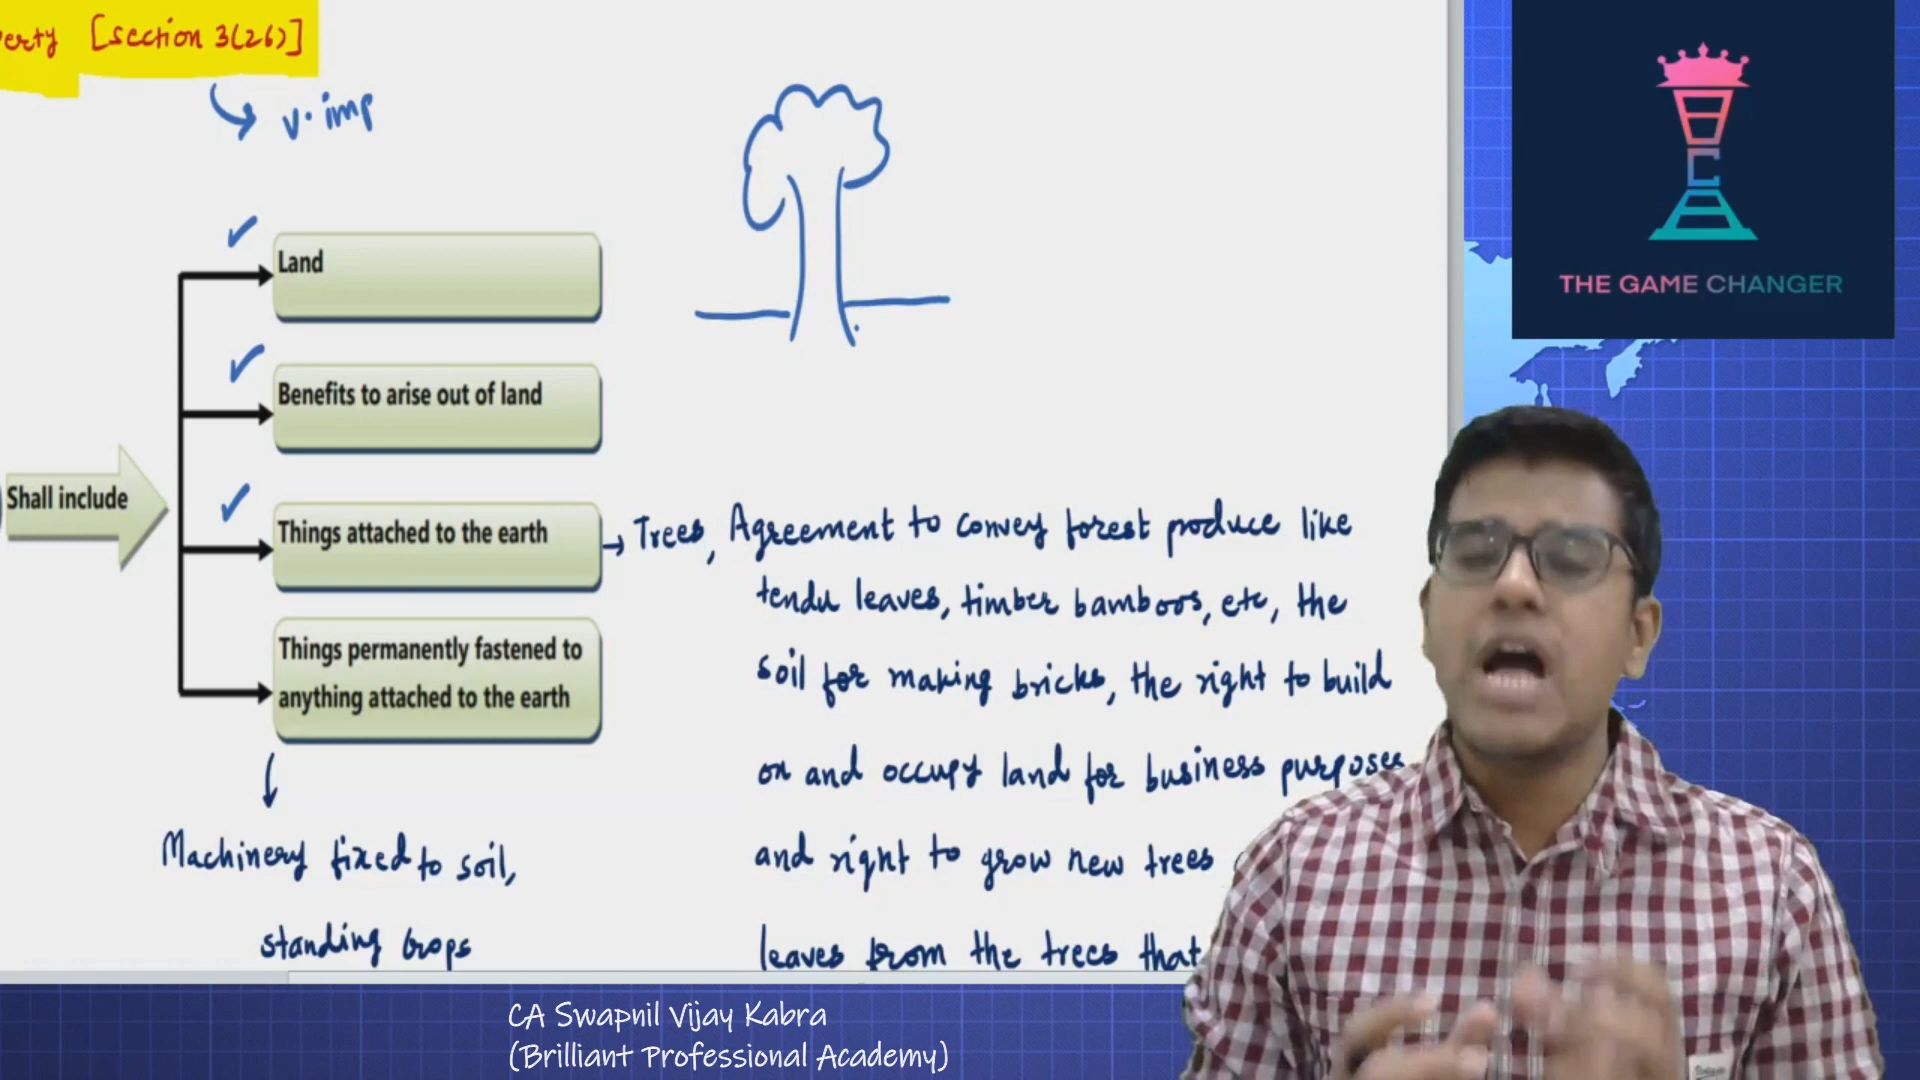 erty [section 3(26)]
v. imp
Land
Benefits to arise out of land
Shall include
Things attached to the earth
Things permanently fastened to
anything attached to the earth
Trees, Agreement to convey forest produce like
tendu leaves, timber bamboos, etc, the
soil for making bricks, the right to build
on and occupy land for business purposes
and right to grow new trees
leaves from the trees that
Machinery fixed to soil,
standing crops
THE GAME CHANGER
CA Swapnil Vijay Kabra
(Brilliant Professional Academy)